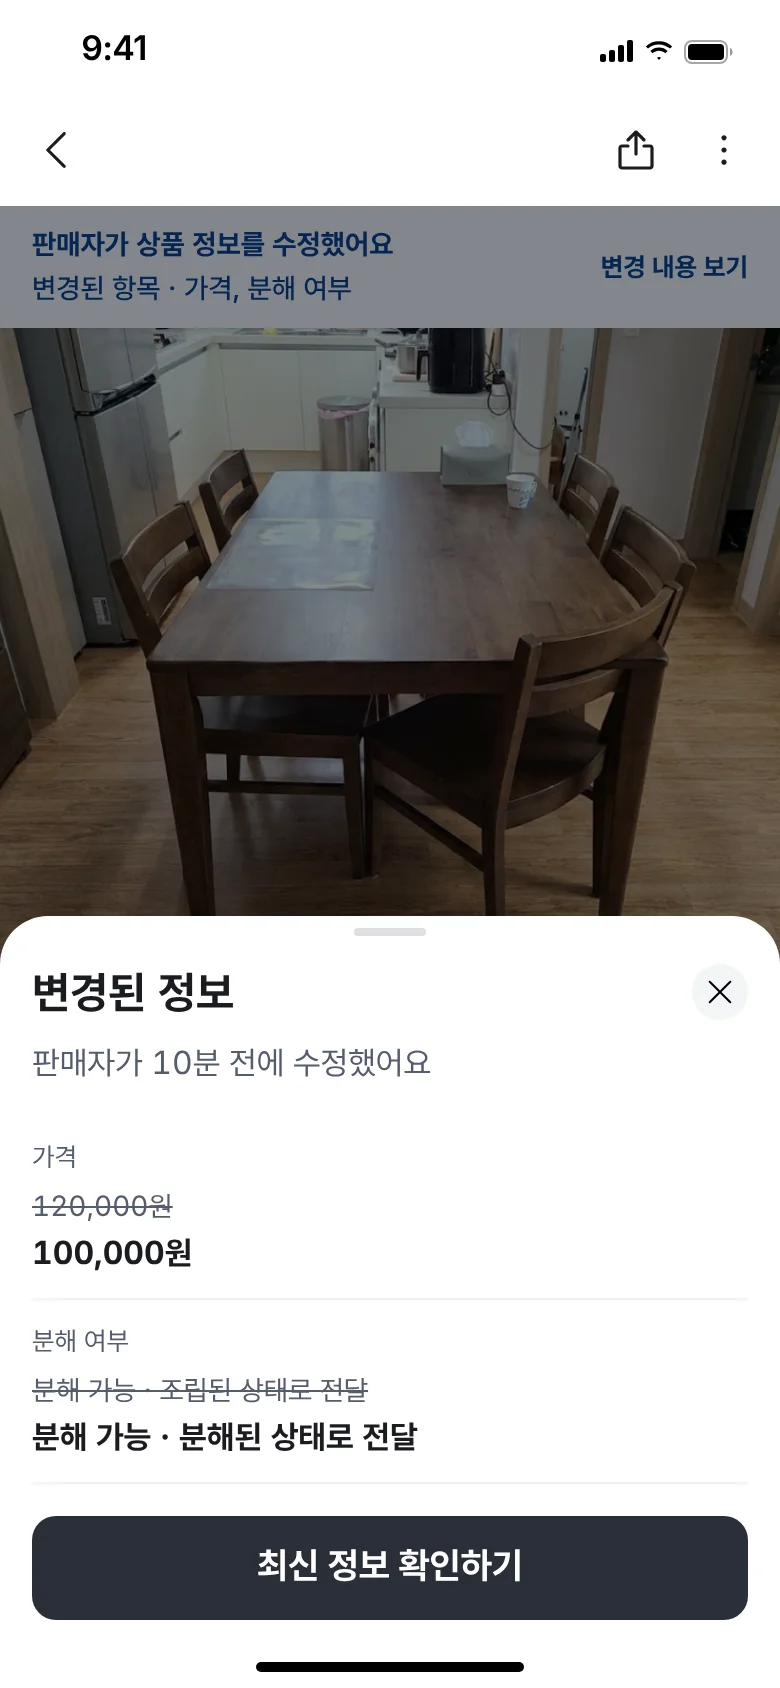 9:41
판매자가 상품 정보를 수정했어요
변경된 항목 · 가격, 분해 여부
변경 내용 보기
변경된 정보
판매자가 10분 전에 수정했어요
가격
120,000원
100,000원
분해 여부
분해 가능 · 조립된 상태로 전달
분해 가능 · 분해된 상태로 전달
최신 정보 확인하기